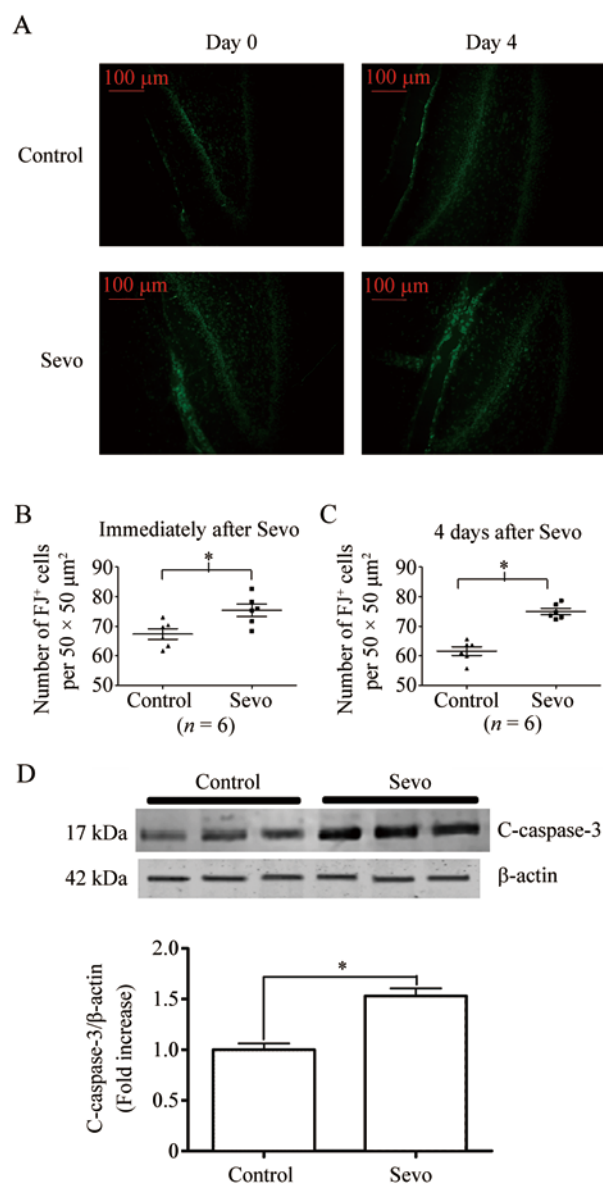 A
Day 0
Day 4
Control
100 µm
100 µm
Sevo
100 µm
100 µm
B
Immediately after Sevo
*
Number of FJ⁺ cells
per 50 × 50 µm²
90
80
70
60
50
Control
Sevo
(n = 6)
C
4 days after Sevo
*
Number of FJ⁺ cells
per 50 × 50 µm²
90
80
70
60
50
Control
Sevo
(n = 6)
D
Control
Sevo
17 kDa
C-caspase-3
42 kDa
β-actin
C-caspase-3/β-actin
(Fold increase)
2.0
1.5
1.0
0.5
0
*
Control
Sevo